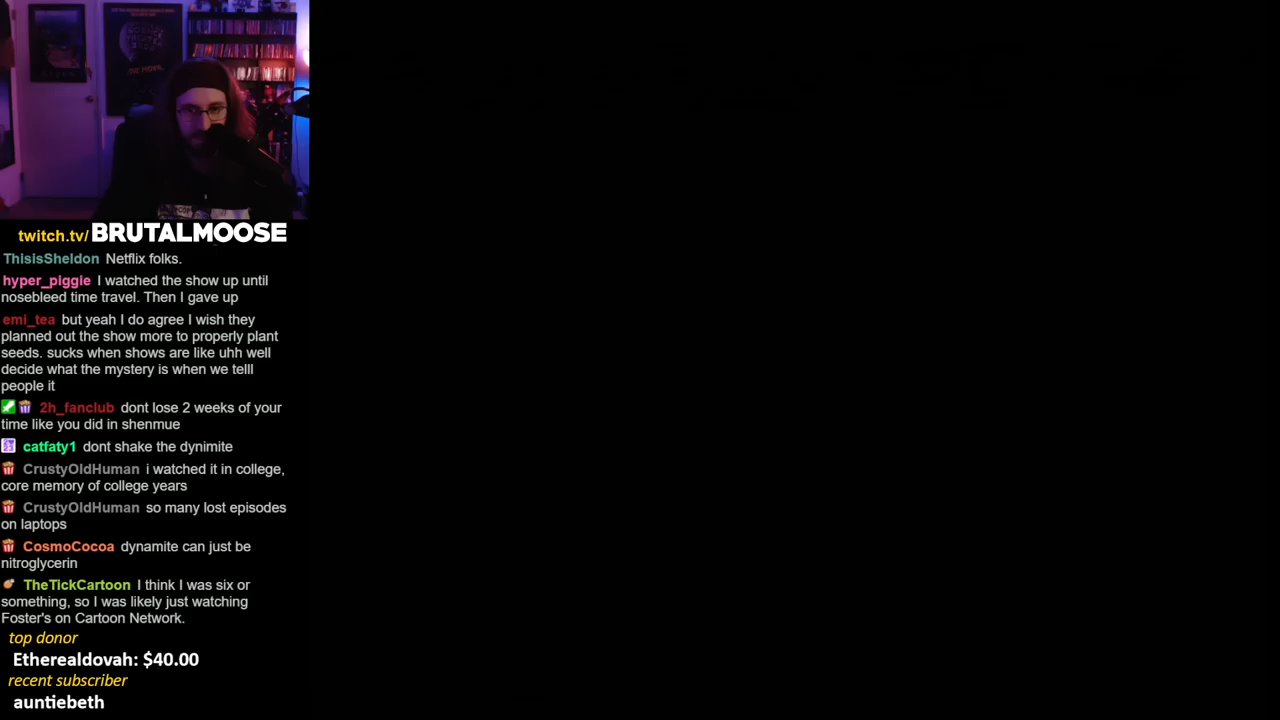 twitch.tv/BRUTALMOOSE
ThisisSheldon Netflix folks.
hyper_piggie I watched the show up until
nosebleed time travel. Then I gave up
emi_tea but yeah I do agree I wish they
planned out the show more to properly plant
seeds. sucks when shows are like uhh well
decide what the mystery is when we telll
people it
2h_fanclub dont lose 2 weeks of your
time like you did in shenmue
catfaty1 dont shake the dynimite
CrustyOldHuman i watched it in college,
core memory of college years
CrustyOldHuman so many lost episodes
on laptops
CosmoCocoa dynamite can just be
nitroglycerin
TheTickCartoon I think I was six or
something, so I was likely just watching
Foster's on Cartoon Network.
top donor
Etherealdovah: $40.00
recent subscriber
auntiebeth